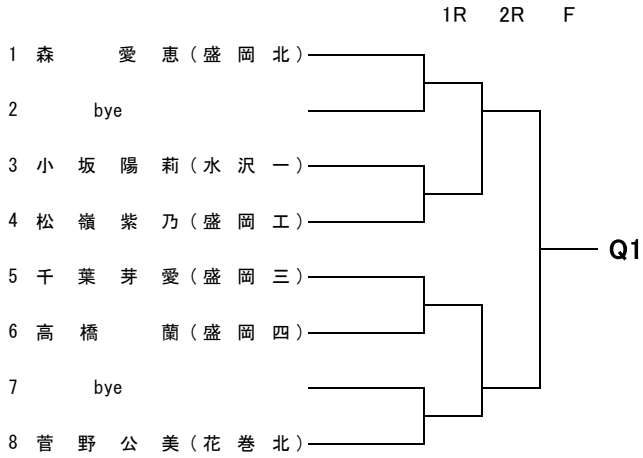 1R 2R F
1 森 愛 恵 ( 盛 岡 北 )
2 bye
3 小 坂 陽 莉 ( 水 沢 一 )
4 松 嶺 紫 乃 ( 盛 岡 工 )
Q1
5 千 葉 芽 愛 ( 盛 岡 三 )
6 高 橋 蘭 ( 盛 岡 四 )
7 bye
8 菅 野 公 美 ( 花 巻 北 )